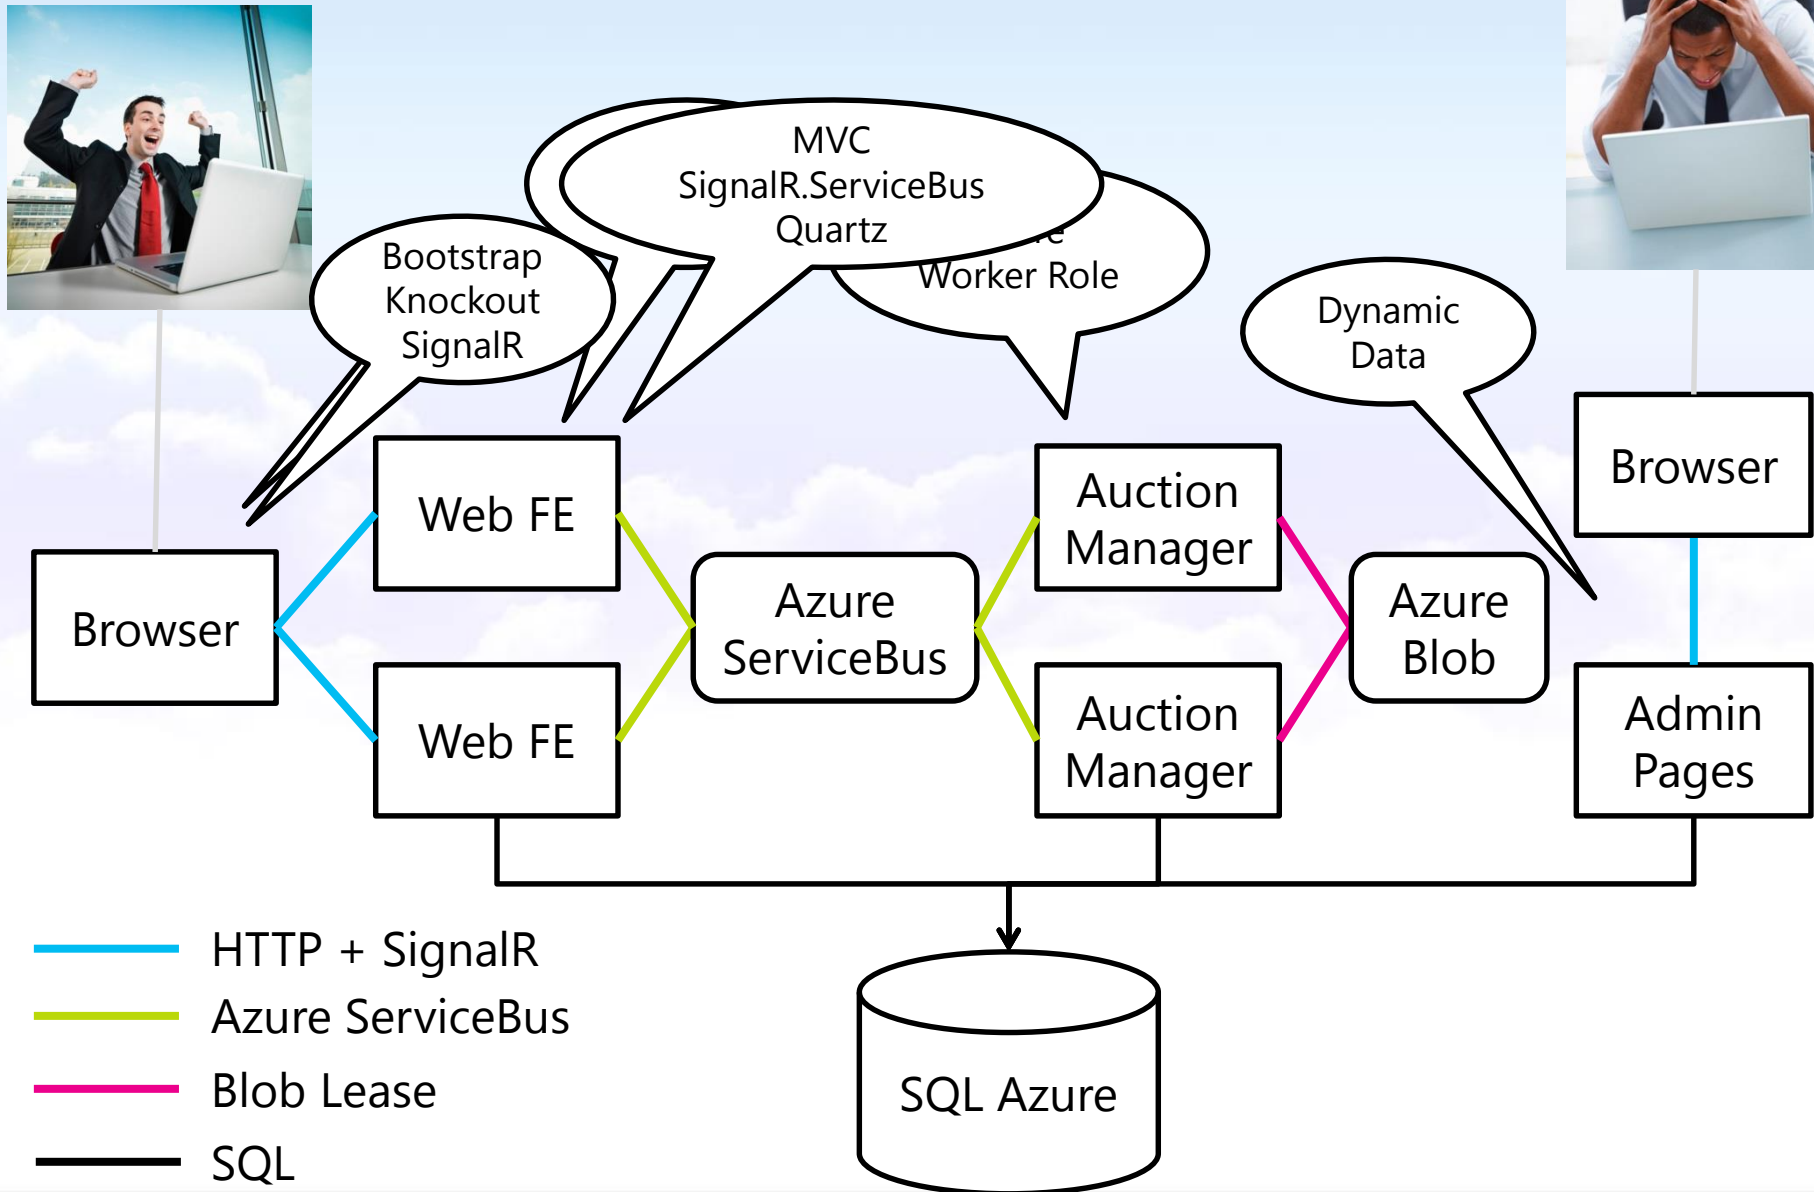 MVC
SignalR.ServiceBus
Quartz
Bootstrap
Knockout
SignalR
Worker Role
Dynamic
Data
Browser
Web FE
Web FE
Azure
ServiceBus
Auction
Manager
Auction
Manager
Azure
Blob
Browser
Admin
Pages
HTTP + SignalR
Azure ServiceBus
Blob Lease
SQL
SQL Azure